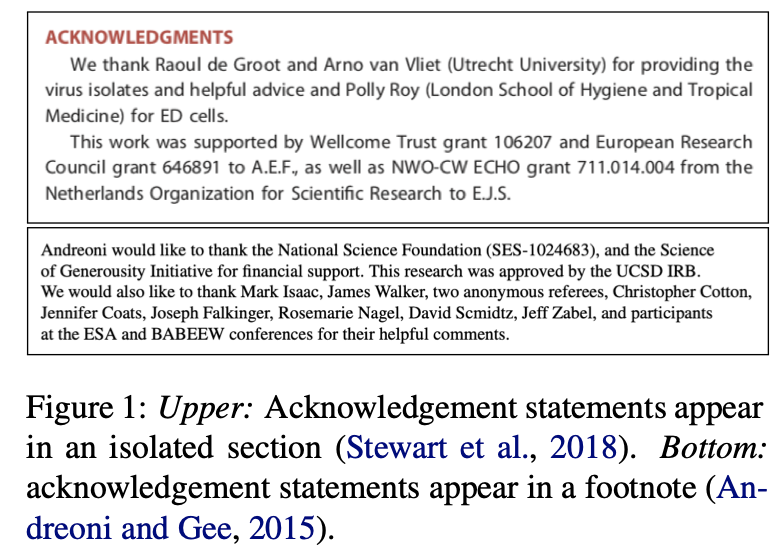 ACKNOWLEDGMENTS
We thank Raoul de Groot and Arno van Vliet (Utrecht University) for providing the
virus isolates and helpful advice and Polly Roy (London School of Hygiene and Tropical
Medicine) for ED cells.
This work was supported by Wellcome Trust grant 106207 and European Research
Council grant 646891 to A.E.F., as well as NWO-CW ECHO grant 711.014.004 from the
Netherlands Organization for Scientific Research to E.J.S.
Andreoni would like to thank the National Science Foundation (SES-1024683), and the Science
of Generousity Initiative for financial support. This research was approved by the UCSD IRB.
We would also like to thank Mark Isaac, James Walker, two anonymous referees, Christopher Cotton,
Jennifer Coats, Joseph Falkinger, Rosemarie Nagel, David Scmidtz, Jeff Zabel, and participants
at the ESA and BABEEW conferences for their helpful comments.
Figure 1: Upper: Acknowledgement statements appear
in an isolated section (Stewart et al., 2018). Bottom:
acknowledgement statements appear in a footnote (An-
dreoni and Gee, 2015).